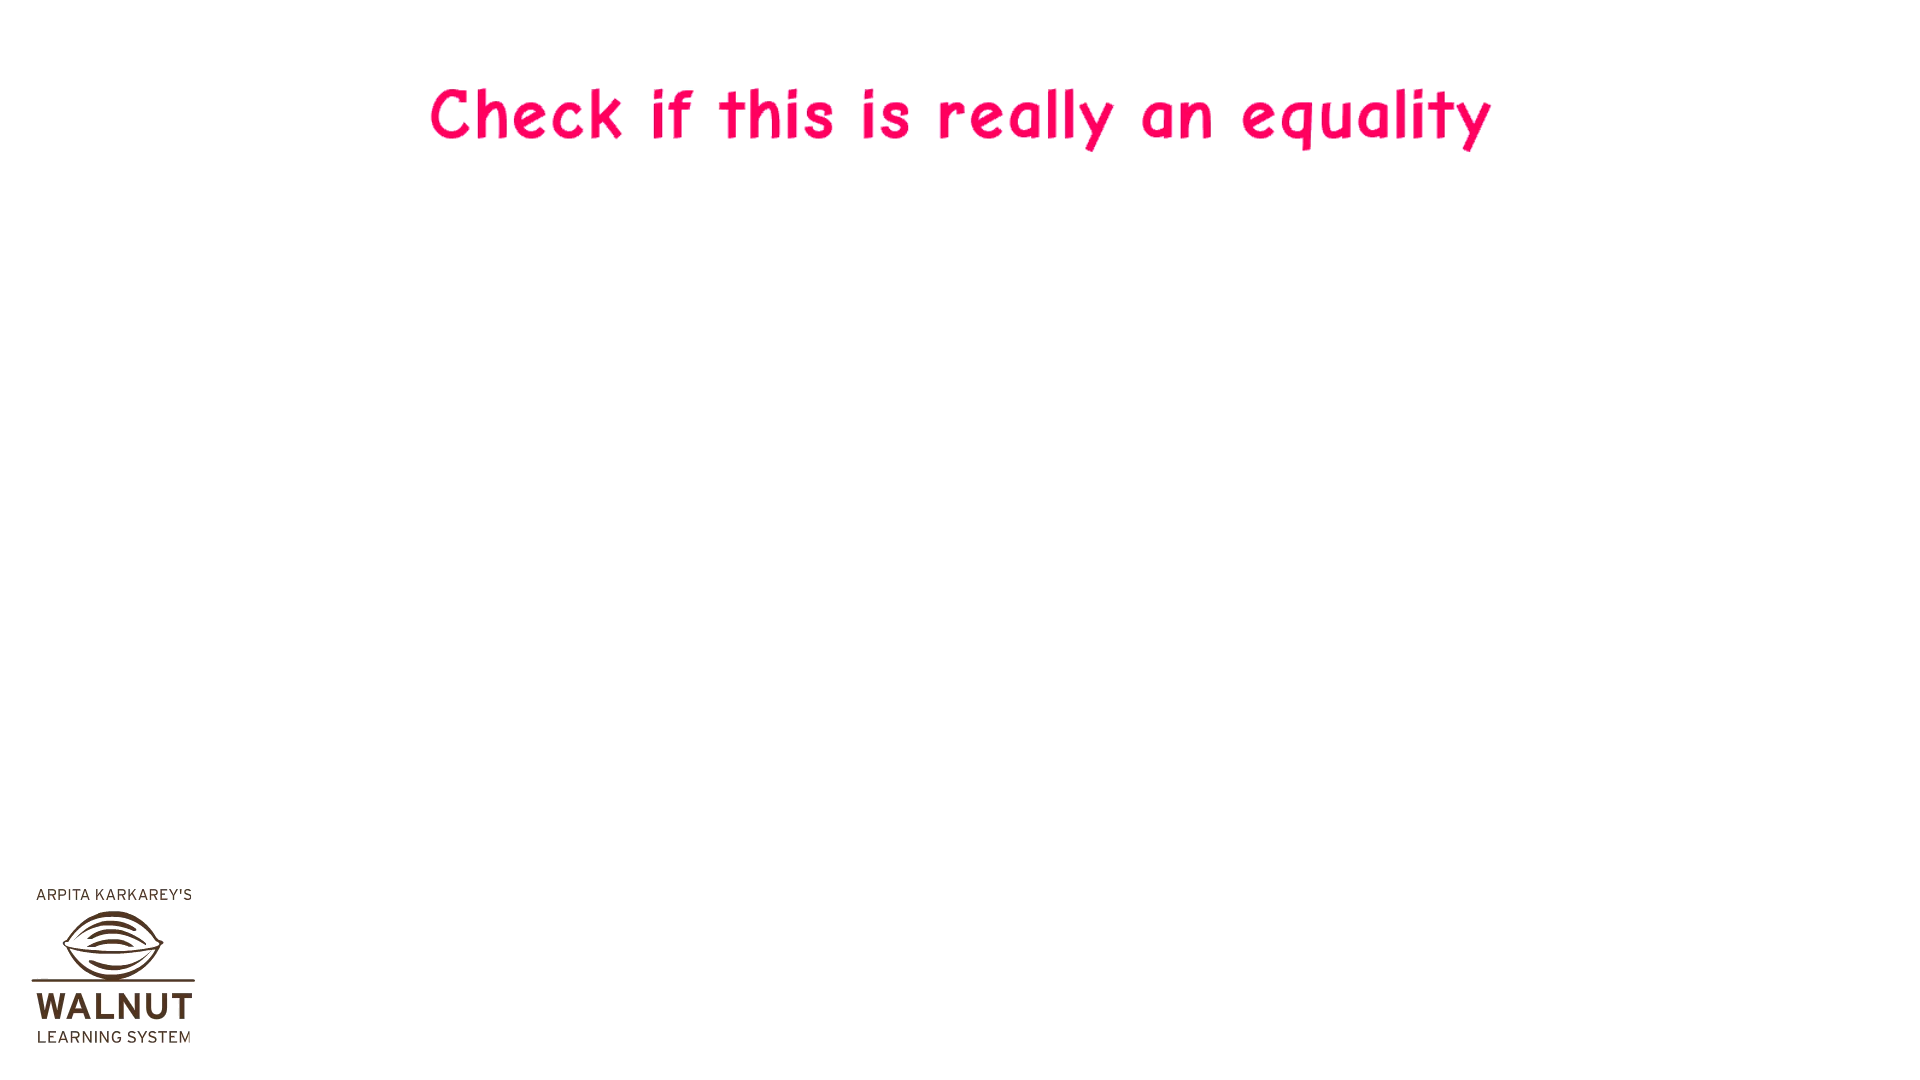 Check if this is really an equality
ARPITA KARKAREY'S
WALNUT
LEARNING SYSTEM